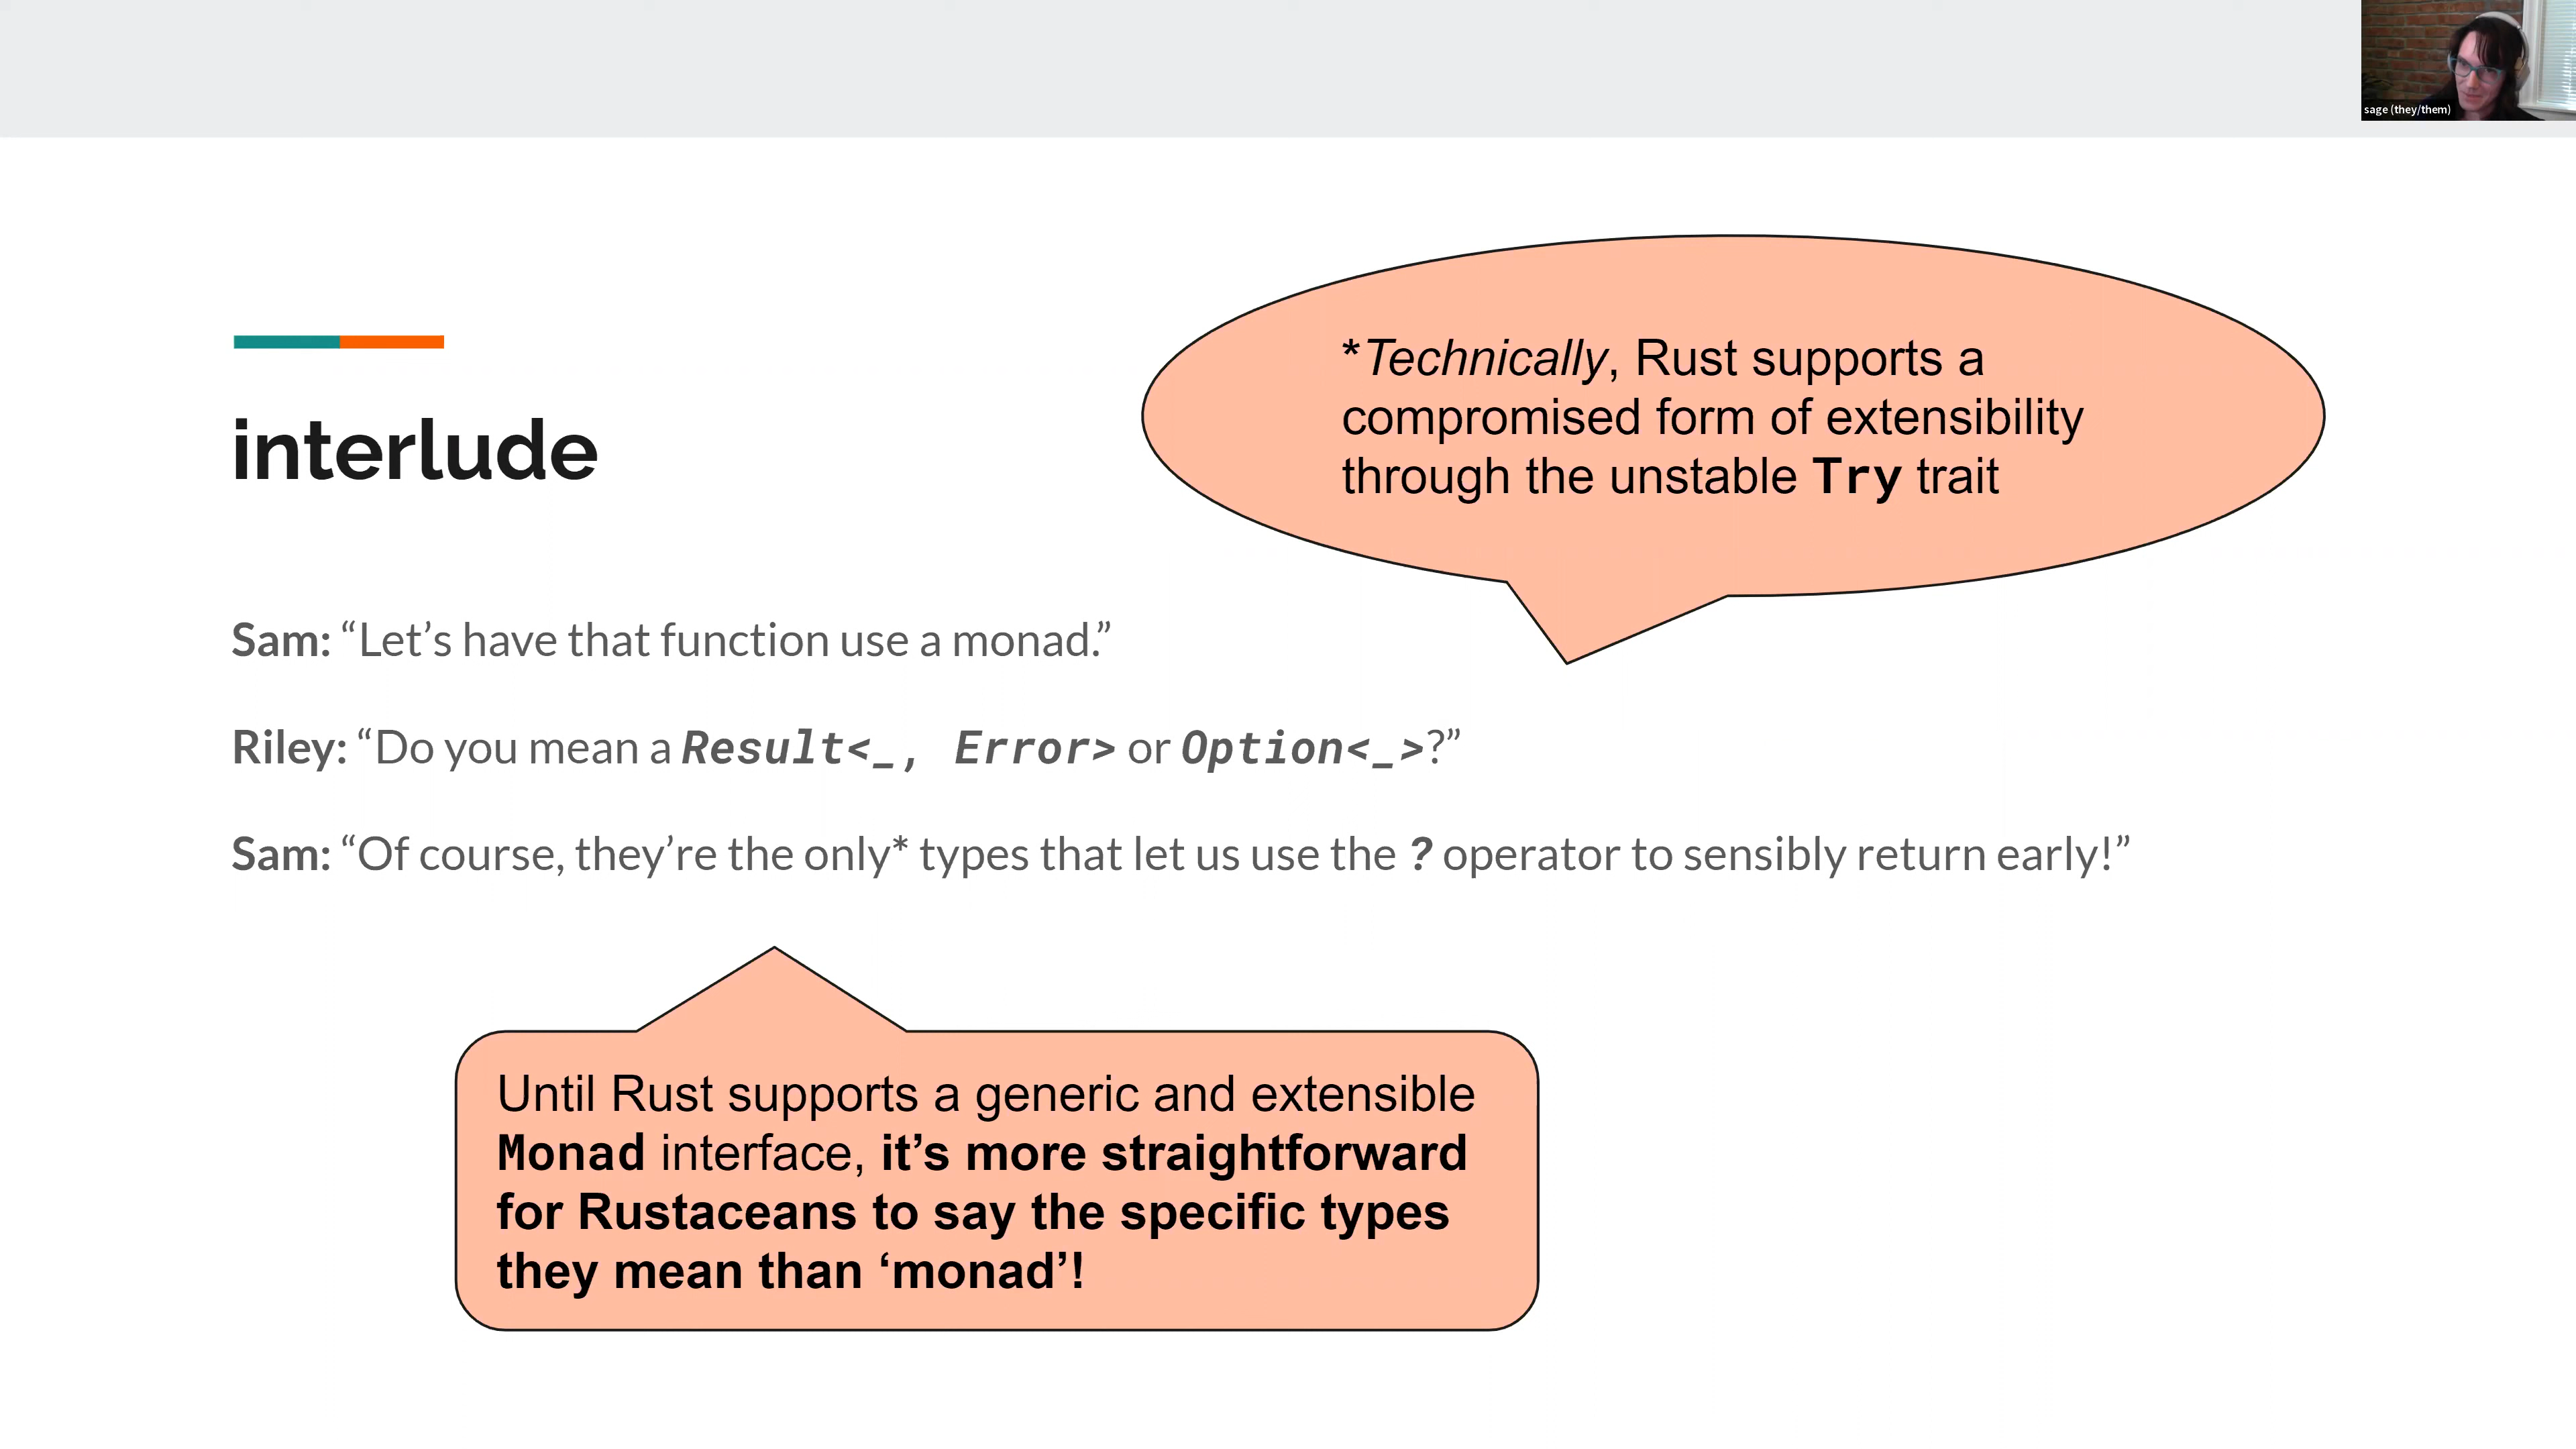 sage (they/them)
*Technically, Rust supports a
compromised form of extensibility
through the unstable Try trait
interlude
Sam: “Let’s have that function use a monad.”
Riley: “Do you mean a Result<_, Error> or Option<_>?”
Sam: “Of course, they’re the only* types that let us use the ? operator to sensibly return early!”
Until Rust supports a generic and extensible
Monad interface, it’s more straightforward
for Rustaceans to say the specific types
they mean than ‘monad’!